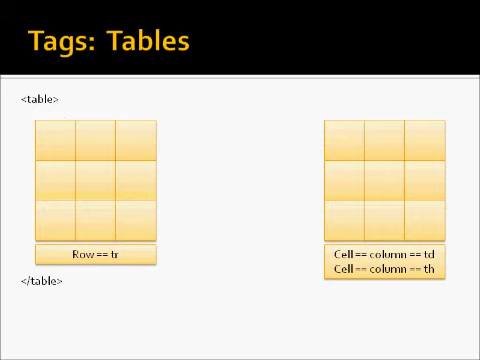 Tags: Tables
<table>
Row == tr
Cell == column == td
Cell == column == th
</table>